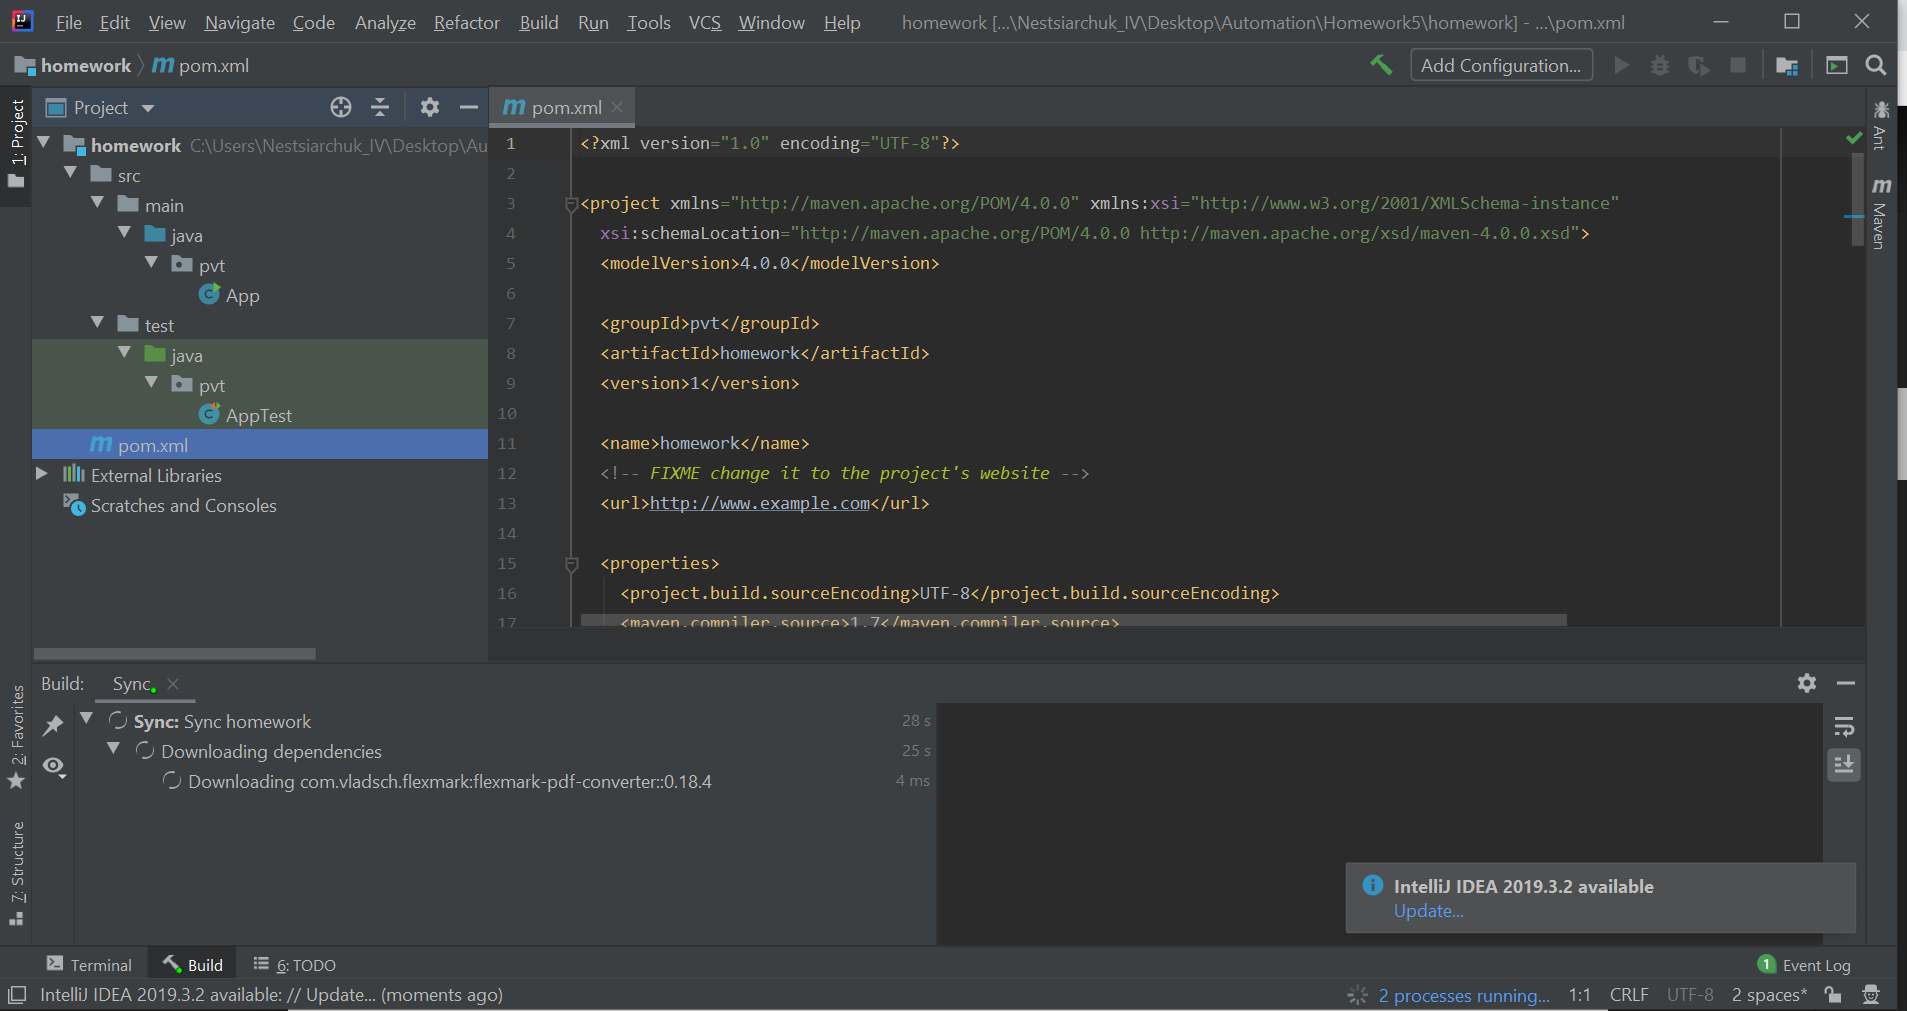 File Edit View Navigate Code Analyze Refactor Build Run Tools VCS Window Help homework [...\Nestsiarchuk_IV\Desktop\Automation\Homework5\homework] - ...\pom.xml
homework pom.xml Add Configuration...
Project
pom.xml
1: Project
homework C:\Users\Nestsiarchuk_IV\Desktop\Au
src
main
java
pvt
App
test
java
pvt
AppTest
pom.xml
External Libraries
Scratches and Consoles
1 <?xml version="1.0" encoding="UTF-8"?>
2
3 <project xmlns="http://maven.apache.org/POM/4.0.0" xmlns:xsi="http://www.w3.org/2001/XMLSchema-instance"
4 xsi:schemaLocation="http://maven.apache.org/POM/4.0.0 http://maven.apache.org/xsd/maven-4.0.0.xsd">
5 <modelVersion>4.0.0</modelVersion>
6
7 <groupId>pvt</groupId>
8 <artifactId>homework</artifactId>
9 <version>1</version>
10
11 <name>homework</name>
12 <!-- FIXME change it to the project's website -->
13 <url>http://www.example.com</url>
14
15 <properties>
16 <project.build.sourceEncoding>UTF-8</project.build.sourceEncoding>
17 <maven.compiler.source>1.7</maven.compiler.source>
Ant
Maven
2: Favorites
7: Structure
Build: Sync
Sync: Sync homework 28 s
Downloading dependencies 25 s
Downloading com.vladsch.flexmark:flexmark-pdf-converter::0.18.4 4 ms
IntelliJ IDEA 2019.3.2 available
Update...
Terminal Build 6: TODO 1 Event Log
IntelliJ IDEA 2019.3.2 available: // Update... (moments ago) 2 processes running... 1:1 CRLF UTF-8 2 spaces*